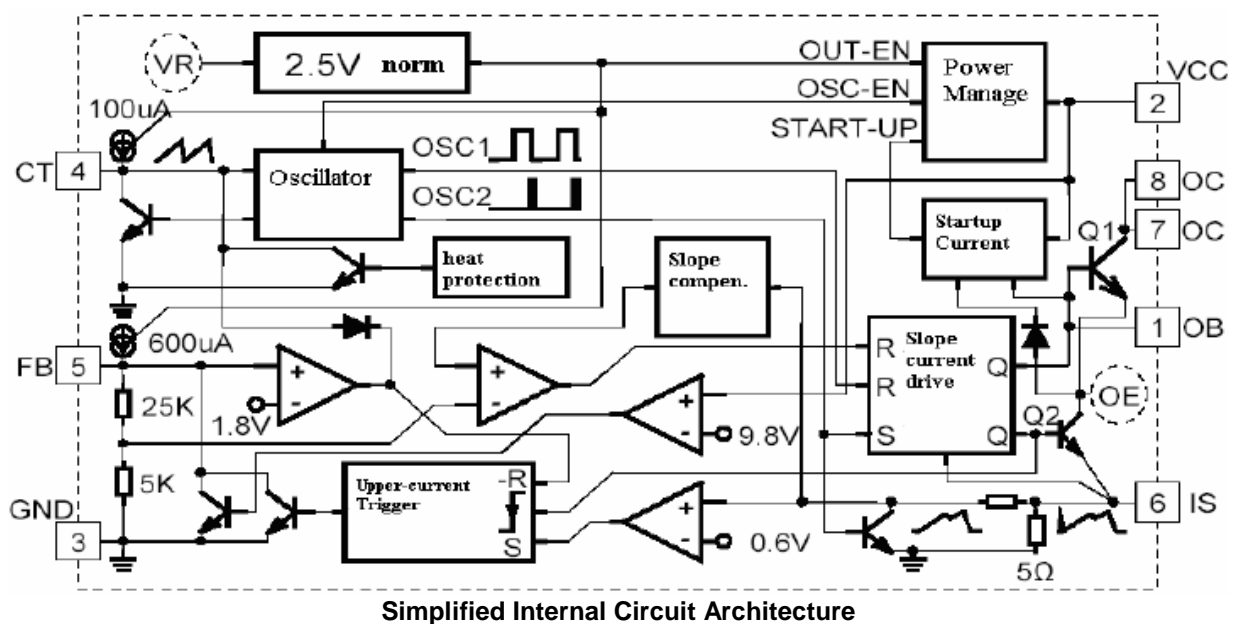 VR
2.5V norm
OUT-EN
OSC-EN
START-UP
Power
Manage
VCC
2
100uA
CT
4
Oscillator
OSC1
OSC2
8
OC
7
OC
Startup
Current
Q1
heat
protection
Slope
compen.
1
OB
600uA
FB
5
+
-
1.8V
25K
+
-
+
-
9.8V
R
R
S
Slope
current
drive
Q
Q
Q2
OE
5K
GND
3
Upper-current
Trigger
-R
S
+
-
0.6V
5Ω
6
IS
Simplified Internal Circuit Architecture